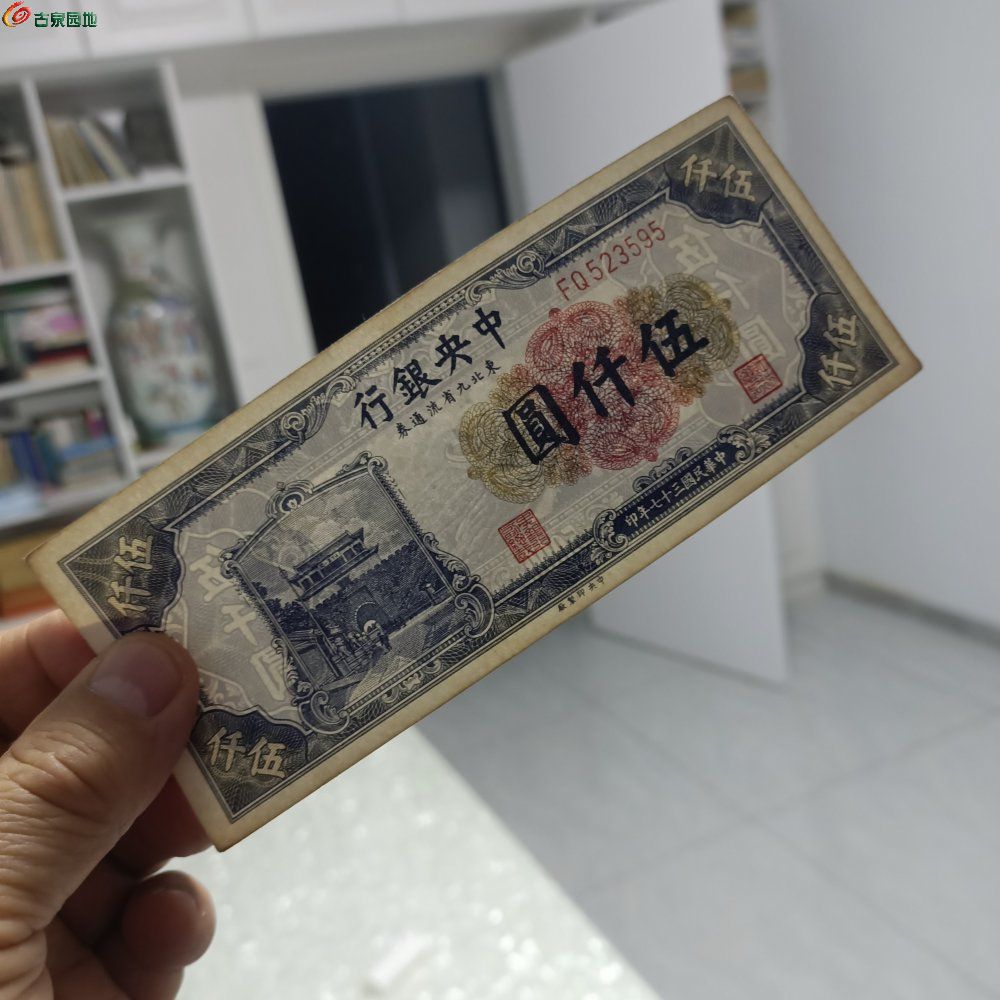 古泉园地
伍仟
伍仟
FQ523595
中央銀行
東北九省流通券
伍仟圓
中華民國三十七年印
中央印製廠
伍仟
伍仟